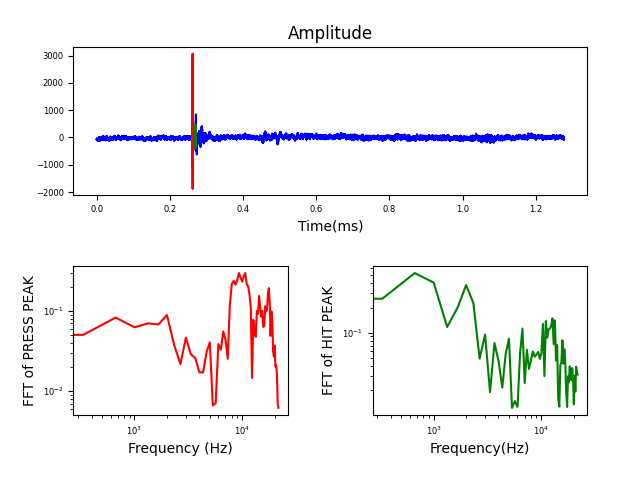 Amplitude
3000
2000
1000
0
−1000
−2000
0.0 0.2 0.4 0.6 0.8 1.0 1.2
Time(ms)
FFT of PRESS PEAK
10⁻¹
10⁻²
10³ 10⁴
Frequency (Hz)
FFT of HIT PEAK
10⁻¹
10³ 10⁴
Frequency(Hz)